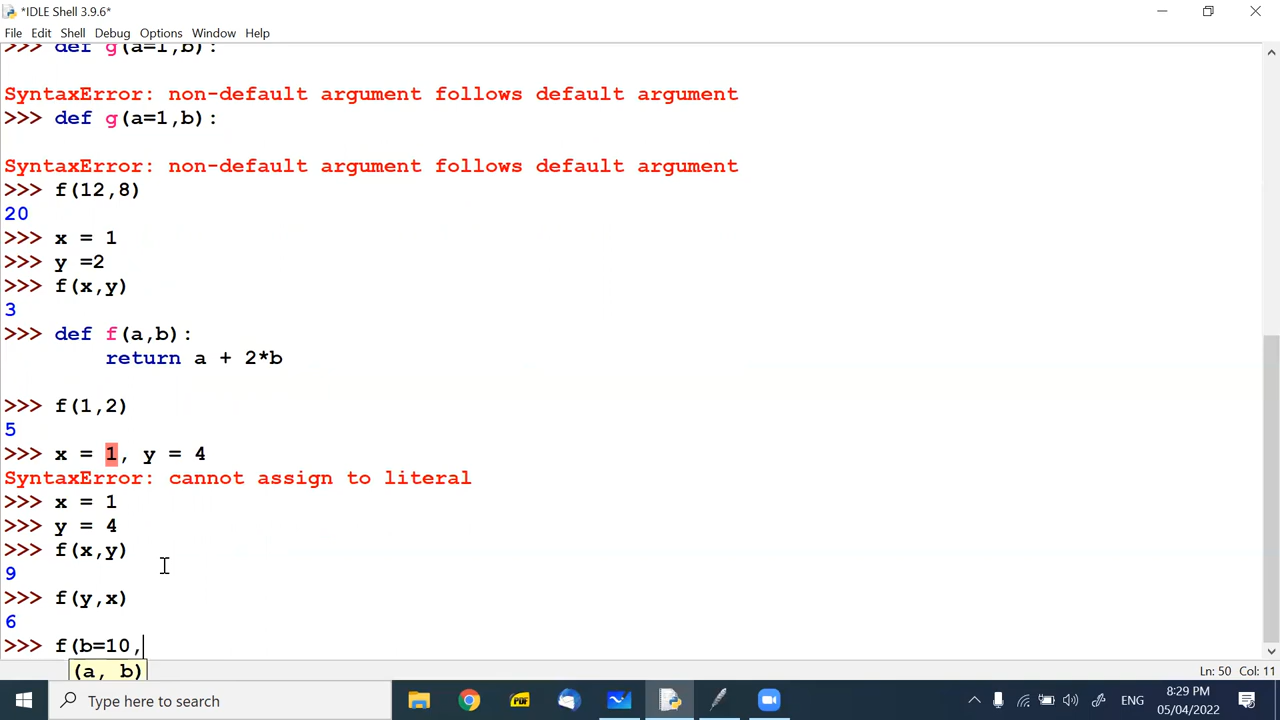 *IDLE Shell 3.9.6*
File Edit Shell Debug Options Window Help
>>> def g(a=1,b):
SyntaxError: non-default argument follows default argument
>>> def g(a=1,b):
SyntaxError: non-default argument follows default argument
>>> f(12,8)
20
>>> x = 1
>>> y =2
>>> f(x,y)
3
>>> def f(a,b):
        return a + 2*b
>>> f(1,2)
5
>>> x = 1, y = 4
SyntaxError: cannot assign to literal
>>> x = 1
>>> y = 4
>>> f(x,y)
9
>>> f(y,x)
6
>>> f(b=10,
(a, b)
Ln: 50 Col: 11
Type here to search
PDF
ENG
8:29 PM
05/04/2022